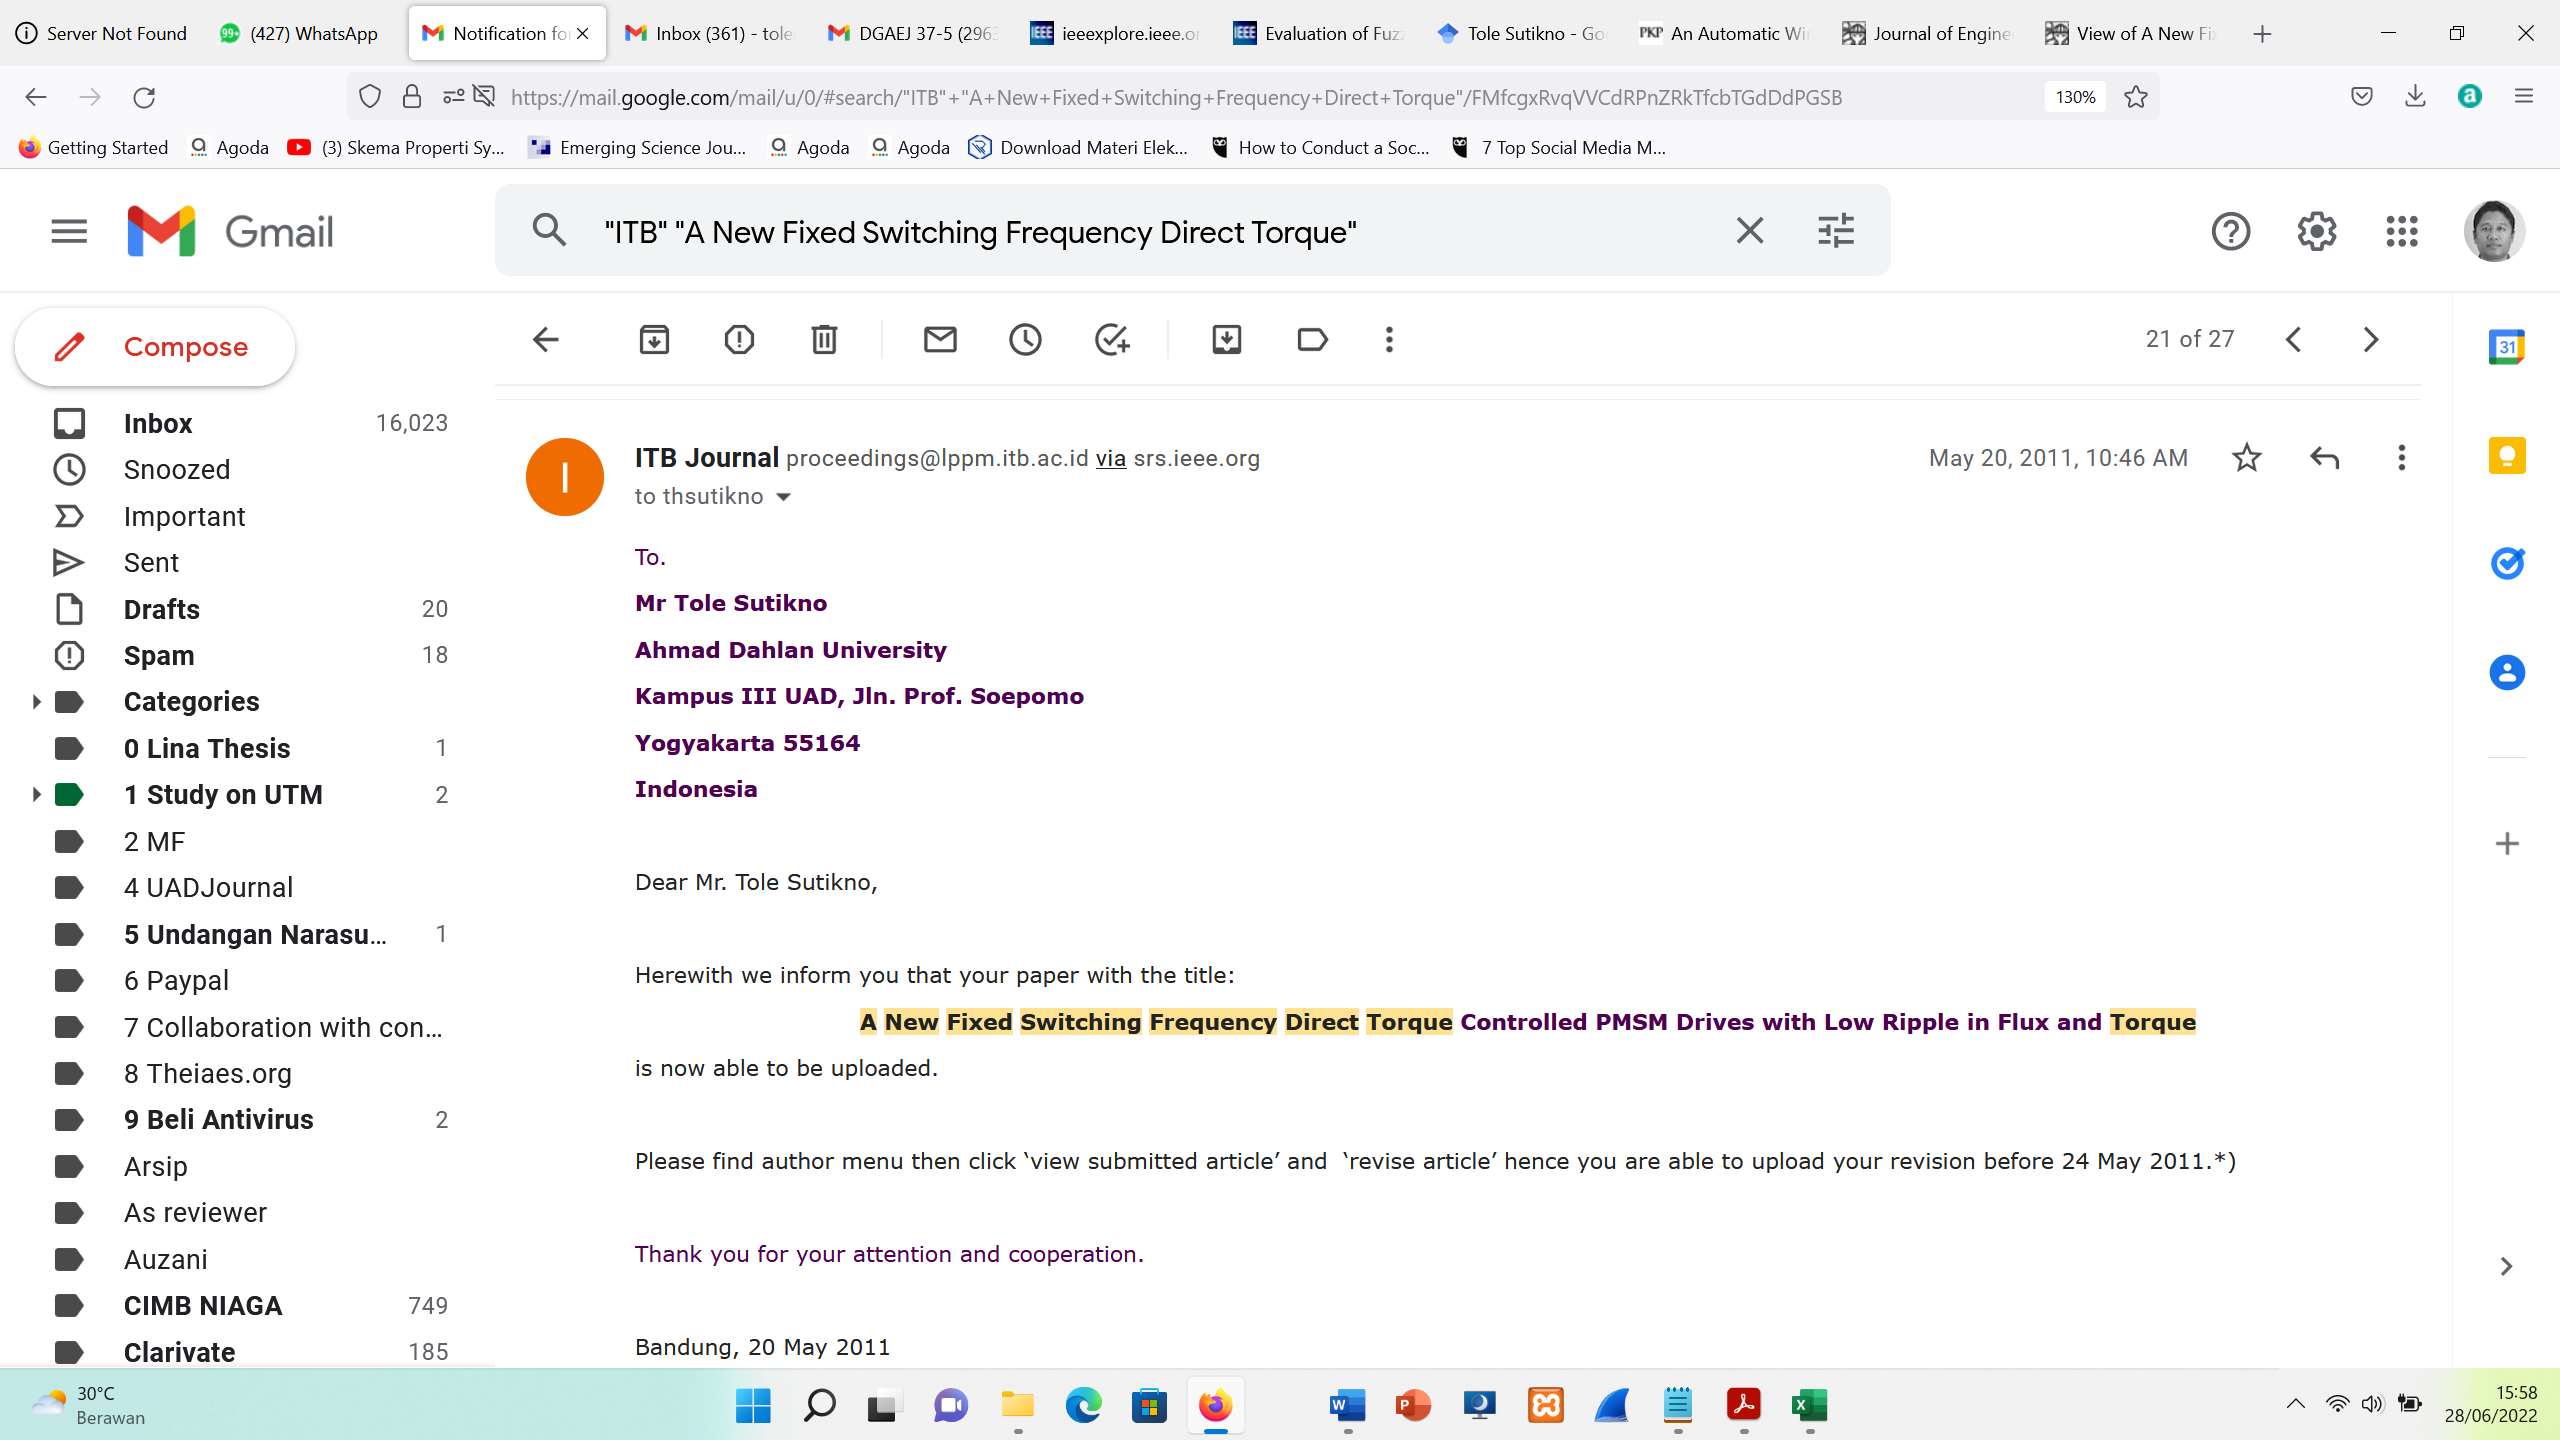 Server Not Found
(427) WhatsApp
Notification fo
Inbox (361) - tole
DGAEJ 37-5 (2963
ieeexplore.ieee.or
Evaluation of Fuzz
Tole Sutikno - Go
PKP An Automatic Wi
Journal of Engine
View of A New Fi
https://mail.google.com/mail/u/0/#search/"ITB"+"A+New+Fixed+Switching+Frequency+Direct+Torque"/FMfcgxRvqVVCdRPnZRkTfcbTGdDdPGSB
130%
Getting Started
Agoda
(3) Skema Properti Sy...
Emerging Science Jou...
Agoda
Agoda
Download Materi Elek...
How to Conduct a Soc...
7 Top Social Media M...
Gmail
"ITB" "A New Fixed Switching Frequency Direct Torque"
Compose
21 of 27
Inbox 16,023
Snoozed
Important
Sent
Drafts 20
Spam 18
Categories
0 Lina Thesis 1
1 Study on UTM 2
2 MF
4 UADJournal
5 Undangan Narasu... 1
6 Paypal
7 Collaboration with con...
8 Theiaes.org
9 Beli Antivirus 2
Arsip
As reviewer
Auzani
CIMB NIAGA 749
Clarivate 185
ITB Journal proceedings@lppm.itb.ac.id via srs.ieee.org
May 20, 2011, 10:46 AM
to thsutikno
To.
Mr Tole Sutikno
Ahmad Dahlan University
Kampus III UAD, Jln. Prof. Soepomo
Yogyakarta 55164
Indonesia
Dear Mr. Tole Sutikno,
Herewith we inform you that your paper with the title:
A New Fixed Switching Frequency Direct Torque Controlled PMSM Drives with Low Ripple in Flux and Torque
is now able to be uploaded.
Please find author menu then click ‘view submitted article’ and ‘revise article’ hence you are able to upload your revision before 24 May 2011.*)
Thank you for your attention and cooperation.
Bandung, 20 May 2011
30°C
Berawan
15:58
28/06/2022